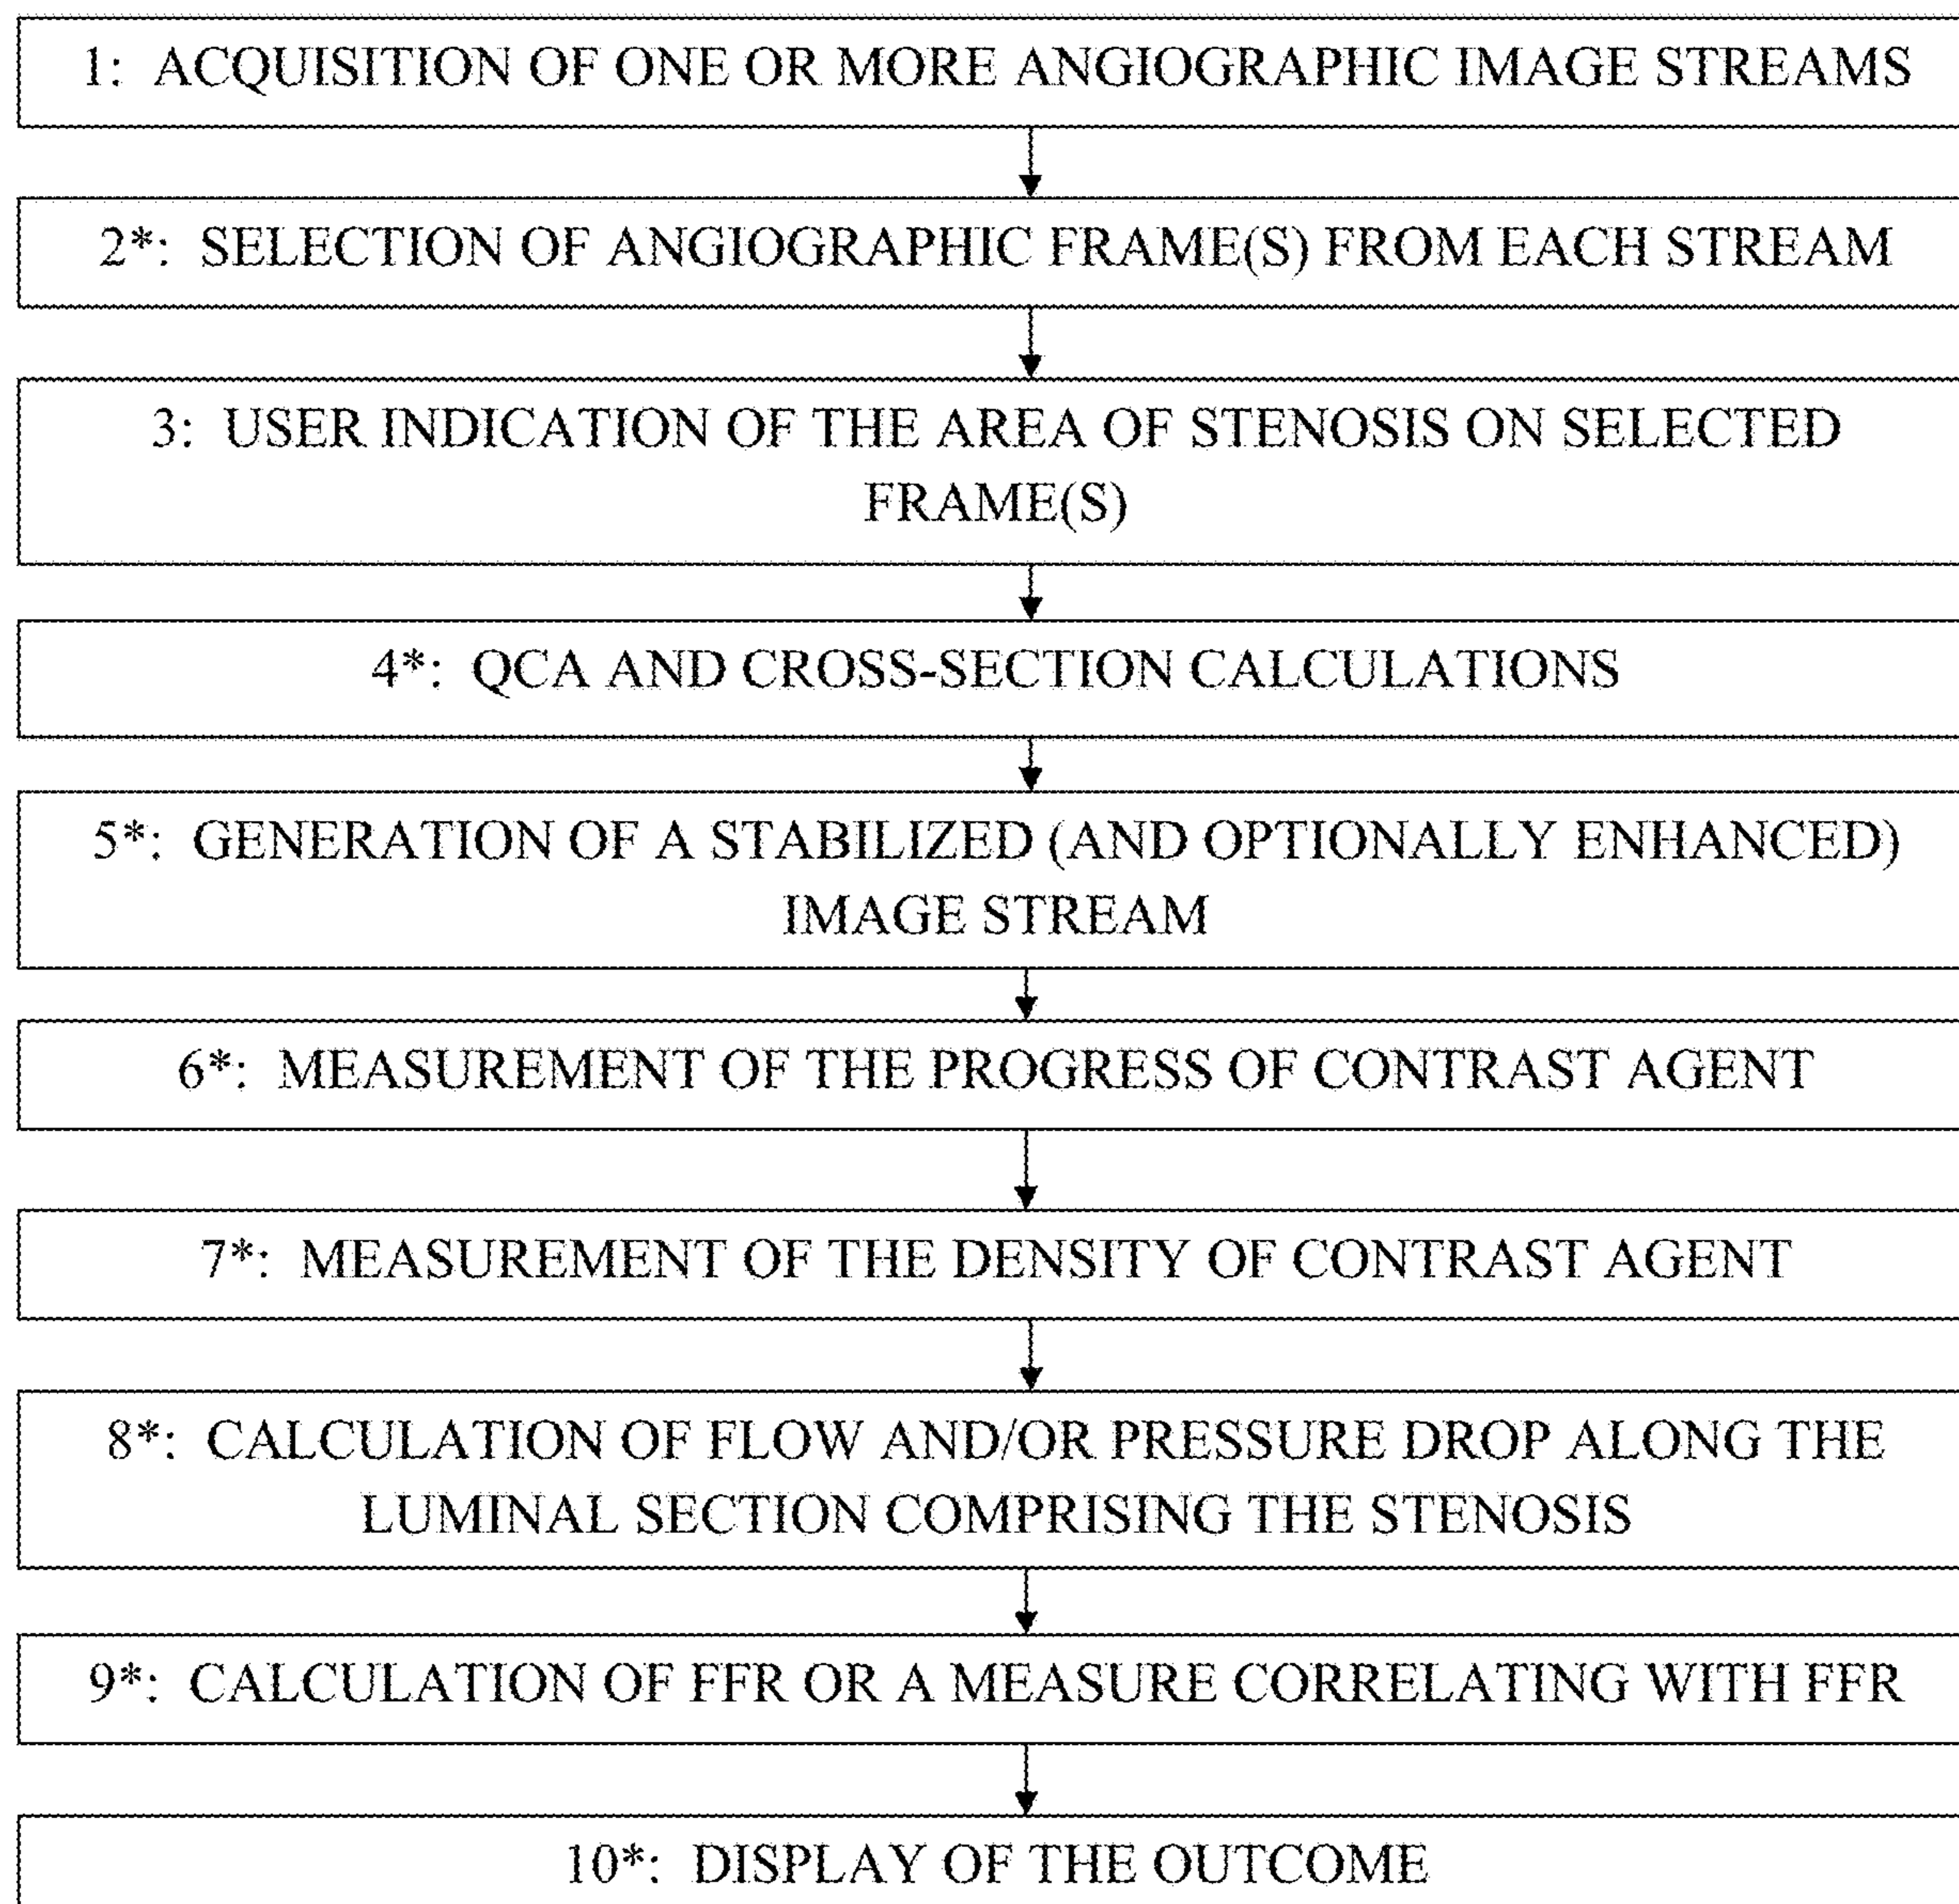 1: ACQUISITION OF ONE OR MORE ANGIOGRAPHIC IMAGE STREAMS
2*: SELECTION OF ANGIOGRAPHIC FRAME(S) FROM EACH STREAM
3: USER INDICATION OF THE AREA OF STENOSIS ON SELECTED
FRAME(S)
4*: QCA AND CROSS-SECTION CALCULATIONS
5*: GENERATION OF A STABILIZED (AND OPTIONALLY ENHANCED)
IMAGE STREAM
6*: MEASUREMENT OF THE PROGRESS OF CONTRAST AGENT
7*: MEASUREMENT OF THE DENSITY OF CONTRAST AGENT
8*: CALCULATION OF FLOW AND/OR PRESSURE DROP ALONG THE
LUMINAL SECTION COMPRISING THE STENOSIS
9*: CALCULATION OF FFR OR A MEASURE CORRELATING WITH FFR
10*: DISPLAY OF THE OUTCOME